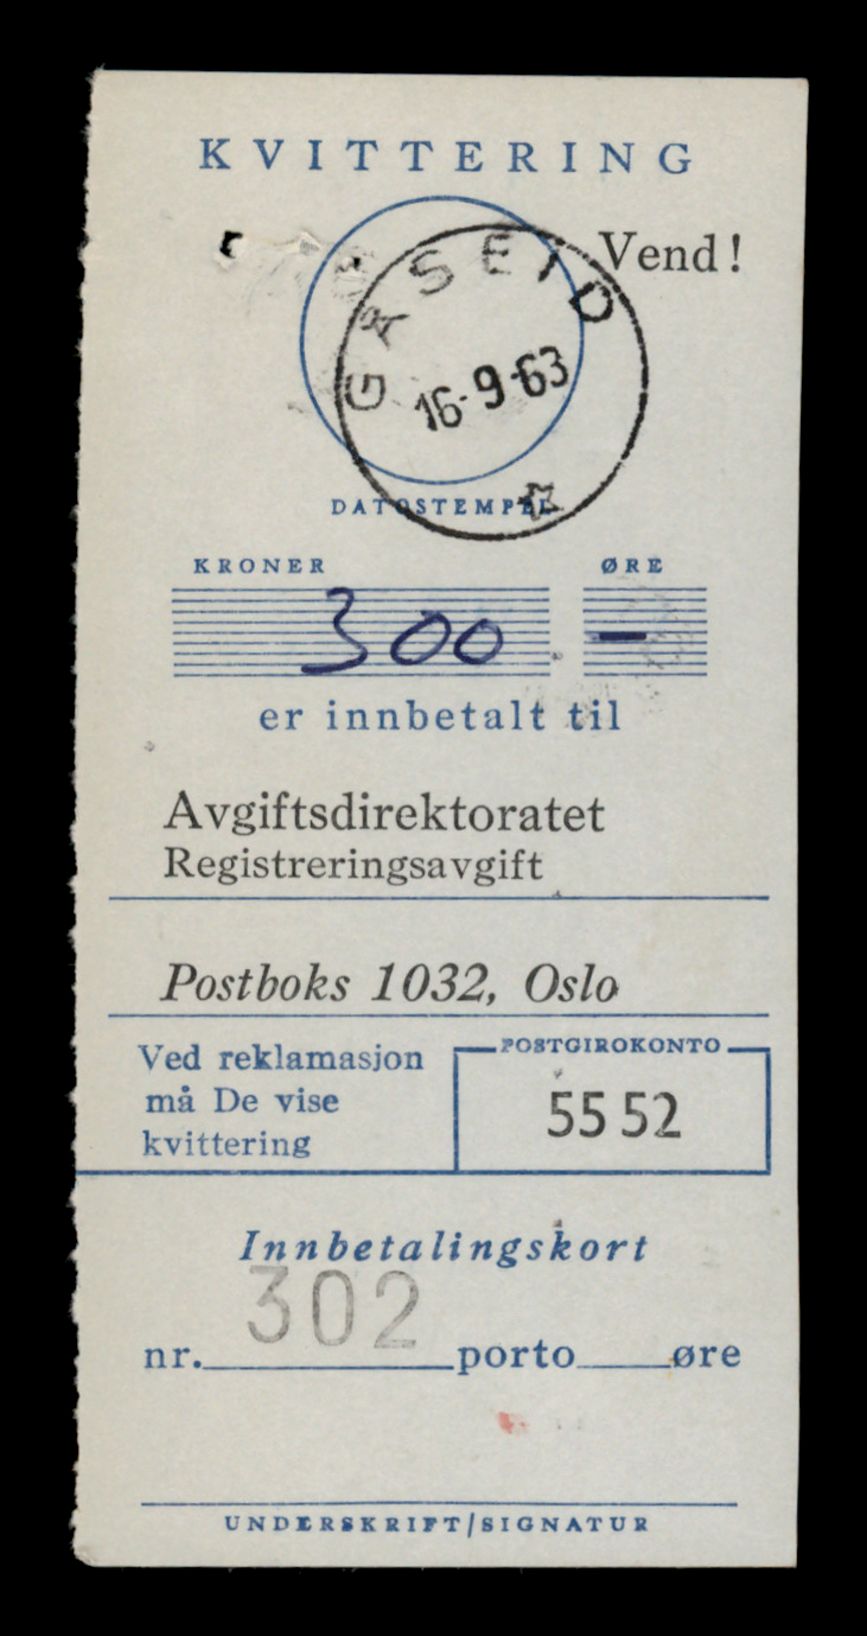 KVITTERING
Vend!
GÅSEID
16-9-63
DATOSTEMPEL
KRONER ØRE
300 . -
er innbetalt til
Avgiftsdirektoratet
Registreringsavgift
Postboks 1032, Oslo
Ved reklamasjon
må De vise
kvittering
POSTGIROKONTO
55 52
Innbetalingskort
302
nr. porto øre
UNDERSKRIFT/SIGNATUR